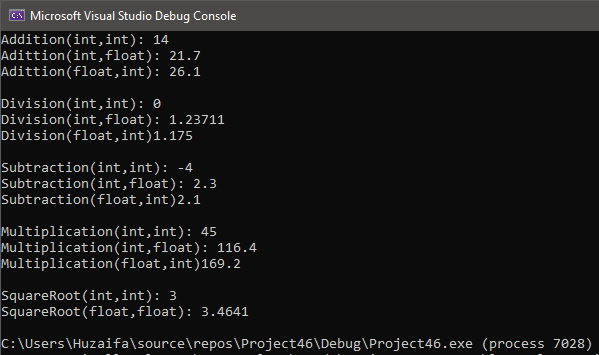 Microsoft Visual Studio Debug Console
Addition(int,int): 14
Adittion(int,float): 21.7
Adittion(float,int): 26.1
Division(int,int): 0
Division(int,float): 1.23711
Division(float,int)1.175
Subtraction(int,int): -4
Subtraction(int,float): 2.3
Subtraction(float,int)2.1
Multiplication(int,int): 45
Multiplication(int,float): 116.4
Multiplication(float,int)169.2
SquareRoot(int,int): 3
SquareRoot(float,float): 3.4641
C:\Users\Huzaifa\source\repos\Project46\Debug\Project46.exe (process 7028)